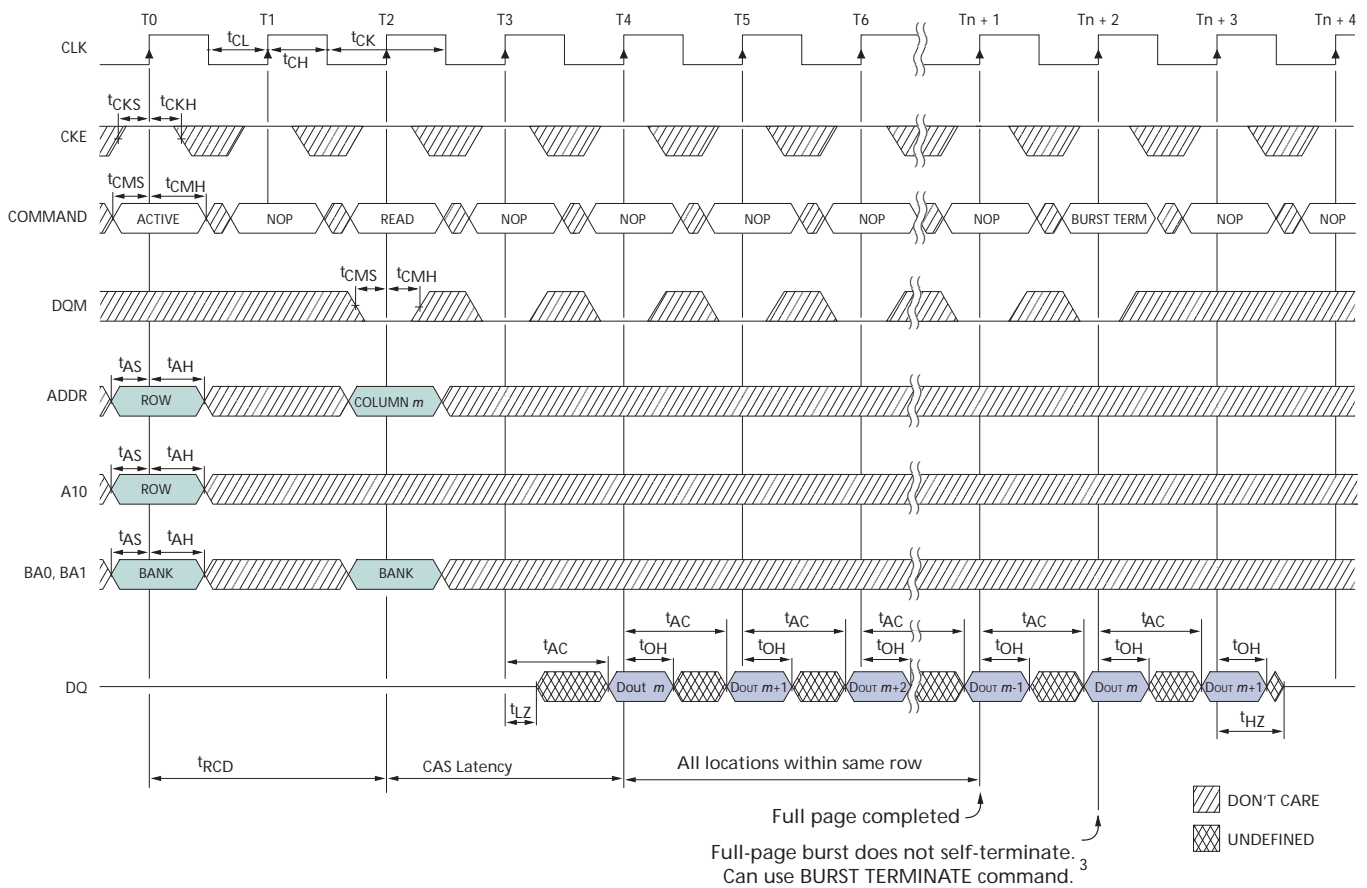 T0 T1 T2 T3 T4 T5 T6 Tn + 1 Tn + 2 Tn + 3 Tn + 4
CLK
tCL
tCH
tCK
tCKS tCKH
CKE
tCMS tCMH
COMMAND ACTIVE NOP READ NOP NOP NOP NOP NOP BURST TERM NOP NOP
tCMS tCMH
DQM
tAS tAH
ADDR ROW COLUMN m
tAS tAH
A10 ROW
tAS tAH
BA0, BA1 BANK BANK
tAC tAC tAC tAC tAC tAC
tOH tOH tOH tOH tOH tOH
DQ Dout m DOUT m+1 DOUT m+2 DOUT m-1 DOUT m DOUT m+1
tLZ tHZ
tRCD CAS Latency All locations within same row
DON'T CARE
UNDEFINED
Full page completed
Full-page burst does not self-terminate. 3
Can use BURST TERMINATE command.